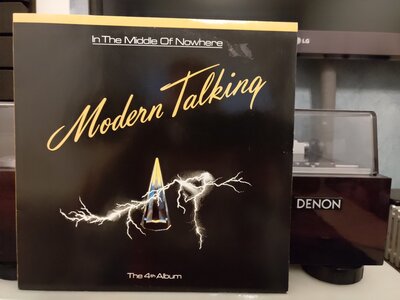 In The Middle Of Nowhere
Modern Talking
The 4th Album
LG
DENON